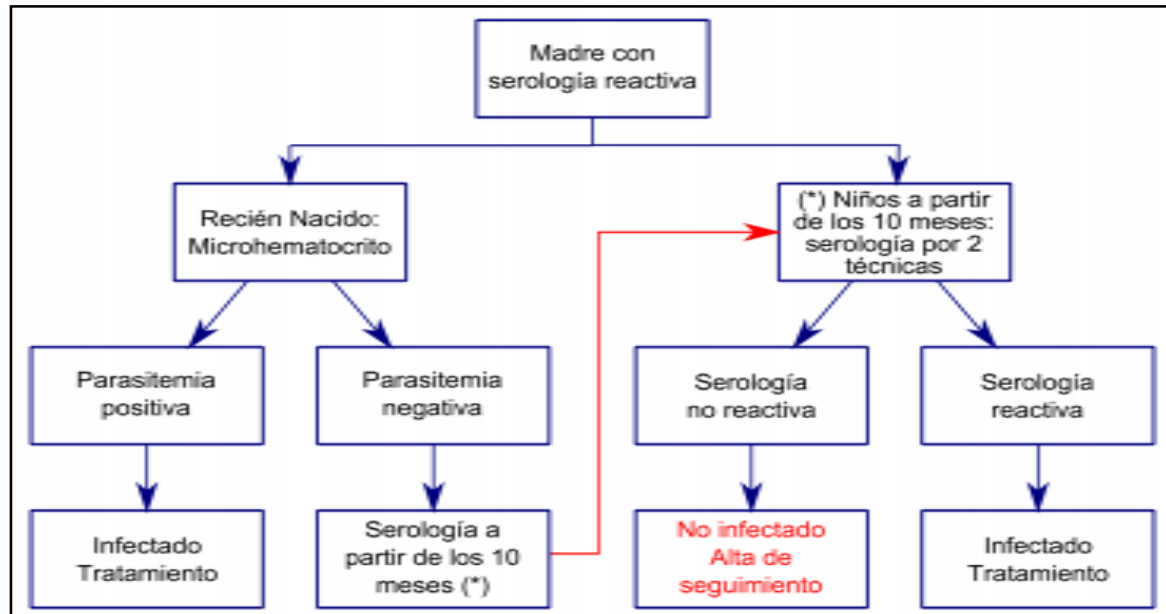 Madre con
serología reactiva
Recién Nacido:
Microhematocrito
(*) Niños a partir
de los 10 meses:
serología por 2
técnicas
Parasitemia
positiva
Parasitemia
negativa
Serología
no reactiva
Serología
reactiva
Infectado
Tratamiento
Serología a
partir de los 10
meses (*)
No infectado
Alta de
seguimiento
Infectado
Tratamiento